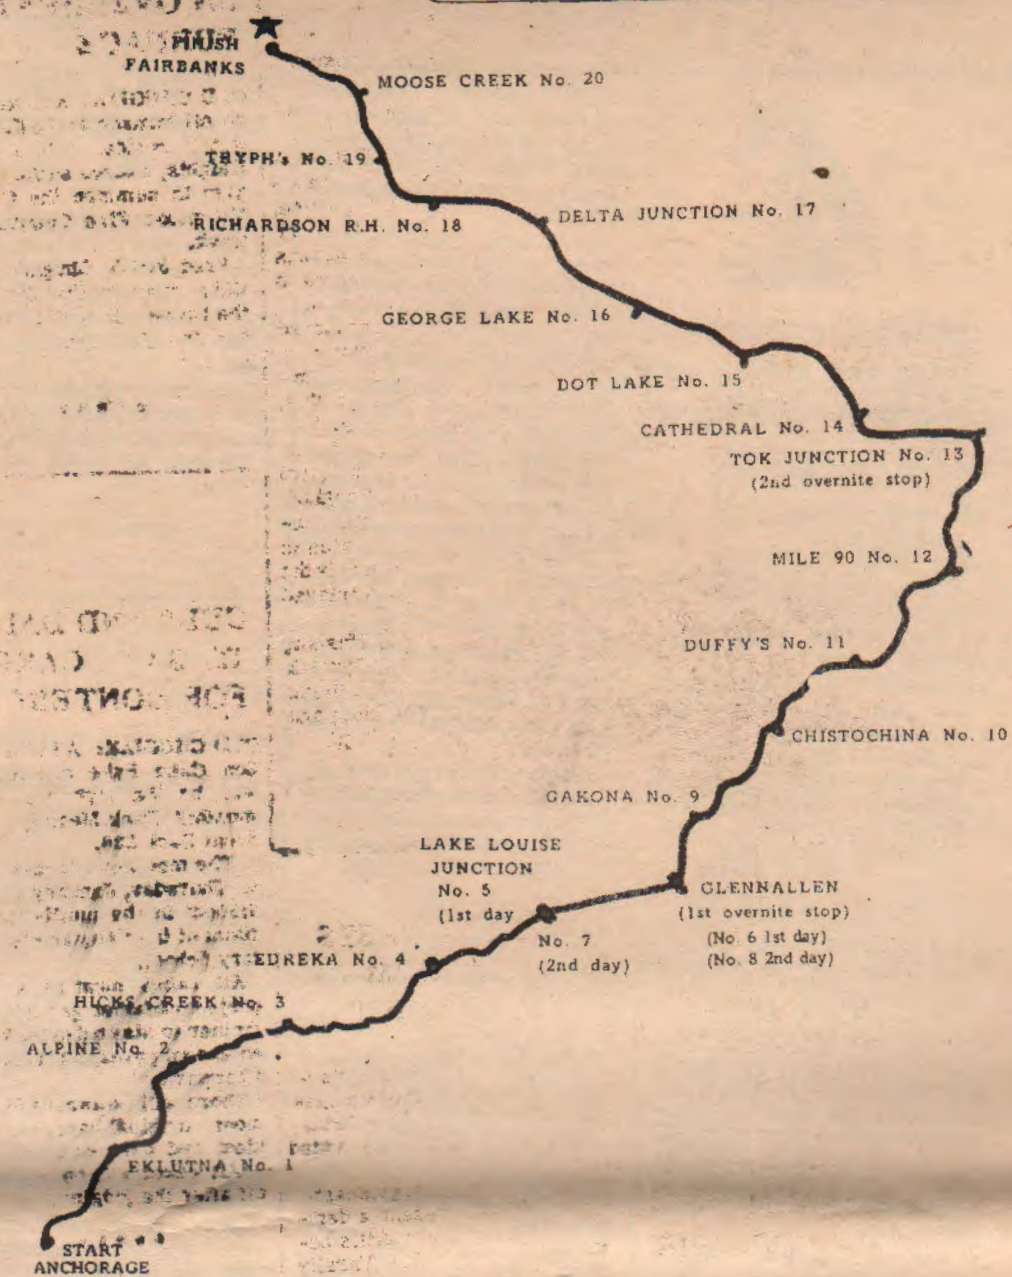 FINISH
FAIRBANKS
MOOSE CREEK No. 20
TRYPH's No. 19
RICHARDSON R.H. No. 18
DELTA JUNCTION No. 17
GEORGE LAKE No. 16
DOT LAKE No. 15
CATHEDRAL No. 14
TOK JUNCTION No. 13
(2nd overnite stop)
MILE 90 No. 12
DUFFY'S No. 11
CHISTOCHINA No. 10
GAKONA No. 9
LAKE LOUISE
JUNCTION
No. 5
(1st day
No. 7
(2nd day)
GLENNALLEN
(1st overnite stop)
(No. 6 1st day)
(No. 8 2nd day)
EDREKA No. 4
HICKS CREEK No. 3
ALPINE No. 2
EKLUTNA No. 1
START
ANCHORAGE